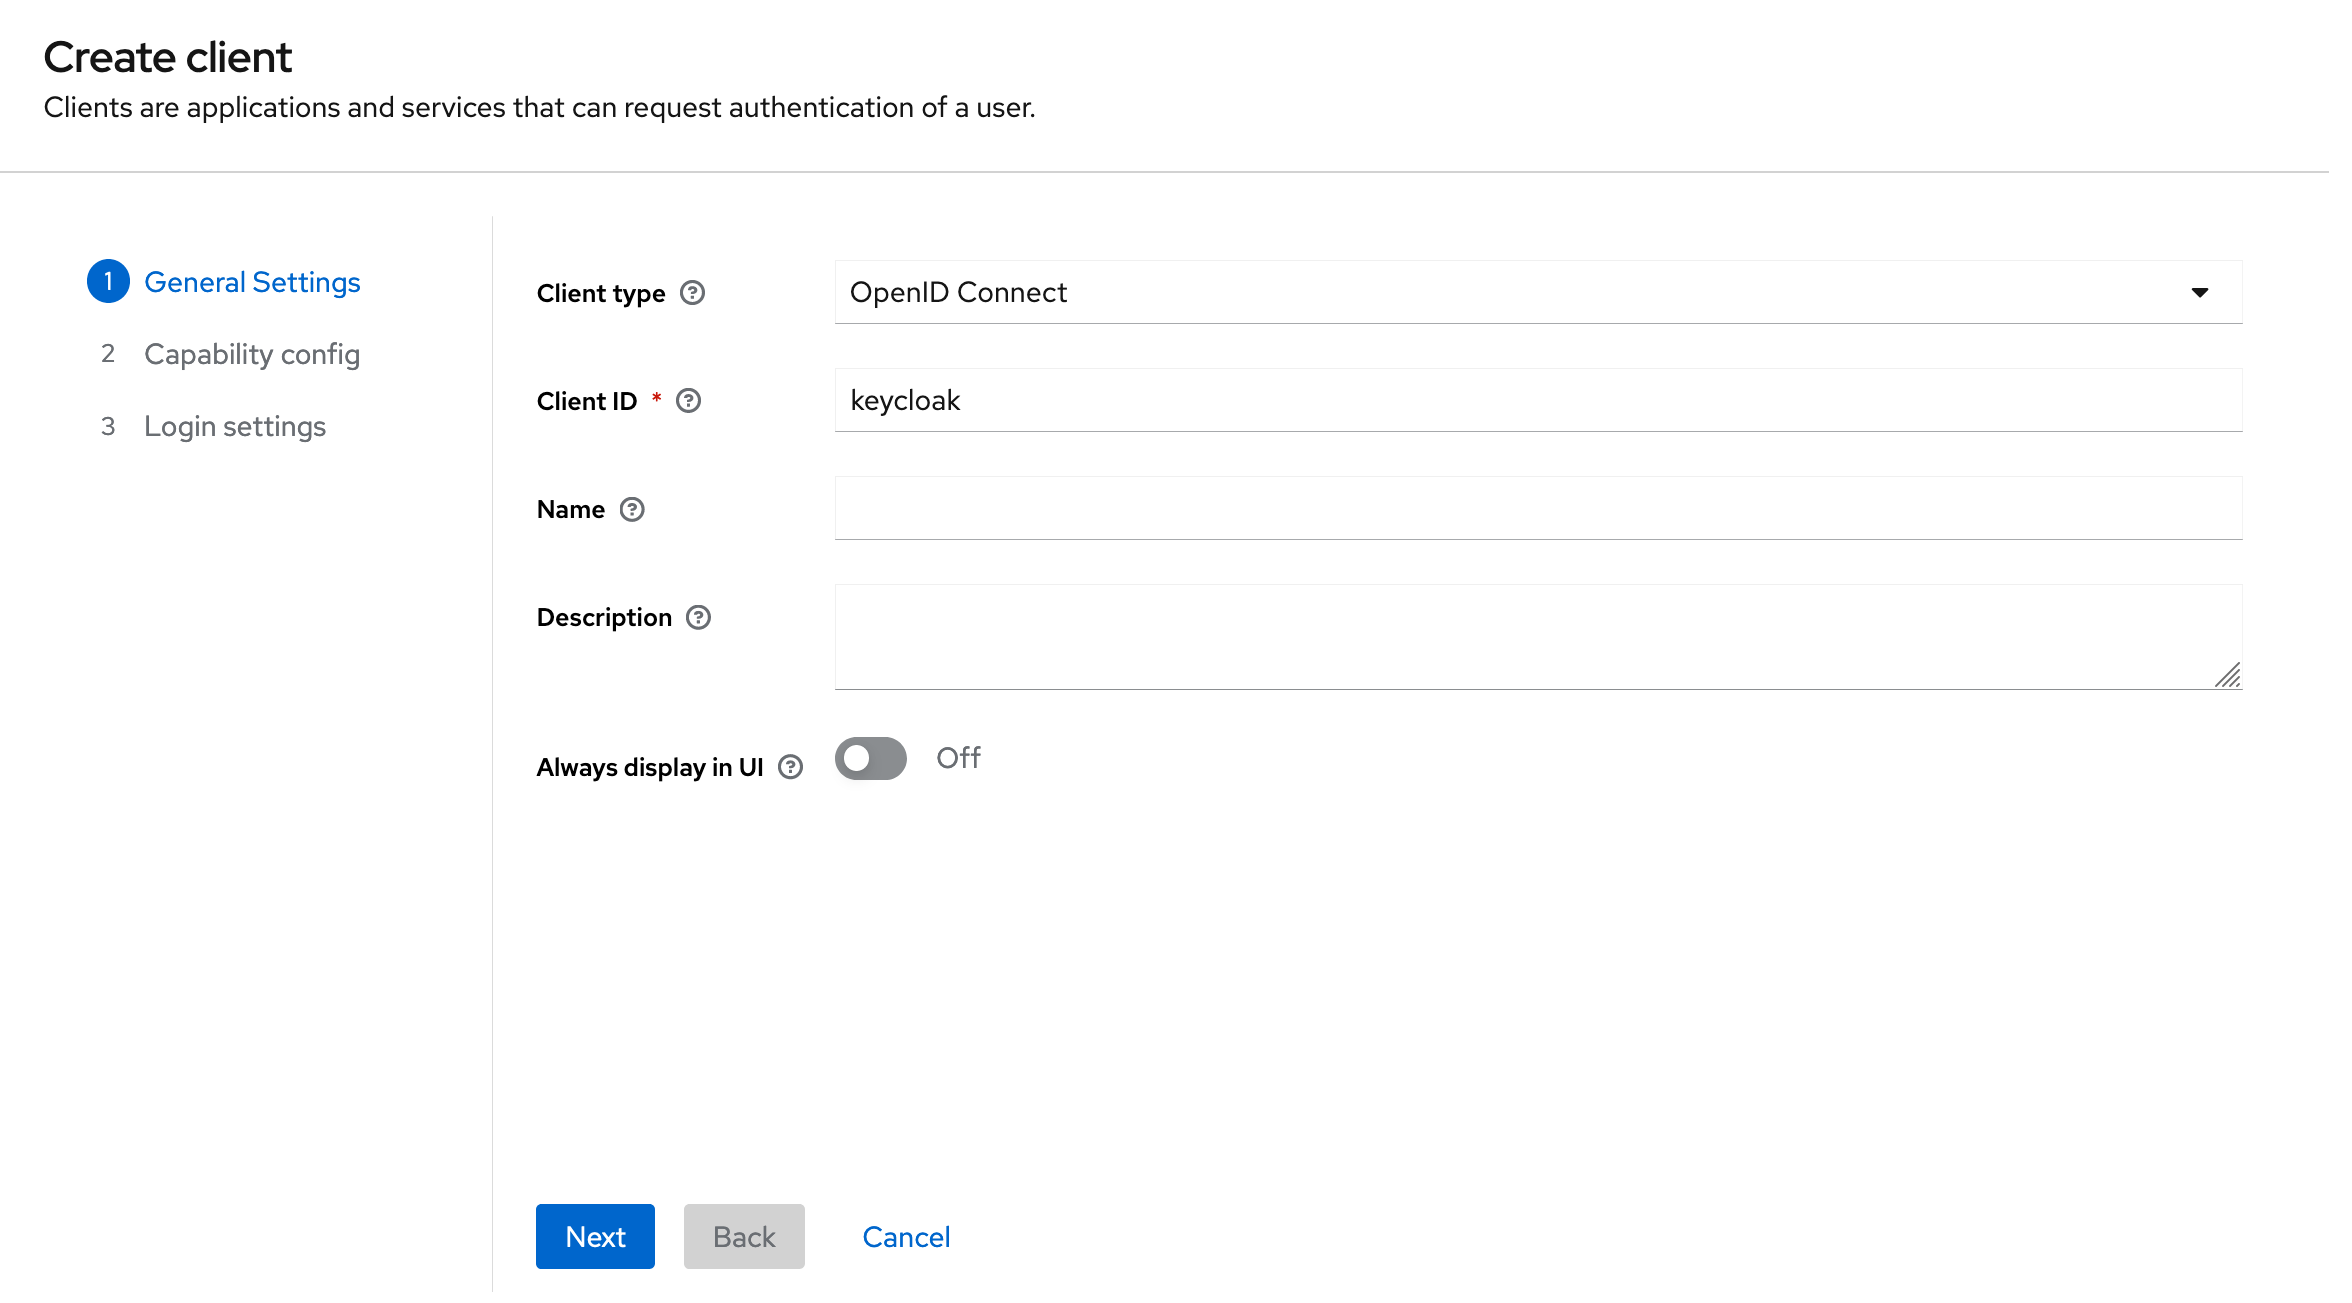 Create client
Clients are applications and services that can request authentication of a user.
1 General Settings
2 Capability config
3 Login settings
Client type ?
OpenID Connect
Client ID * ?
keycloak
Name ?
Description ?
Always display in UI ?
Off
Next
Back
Cancel